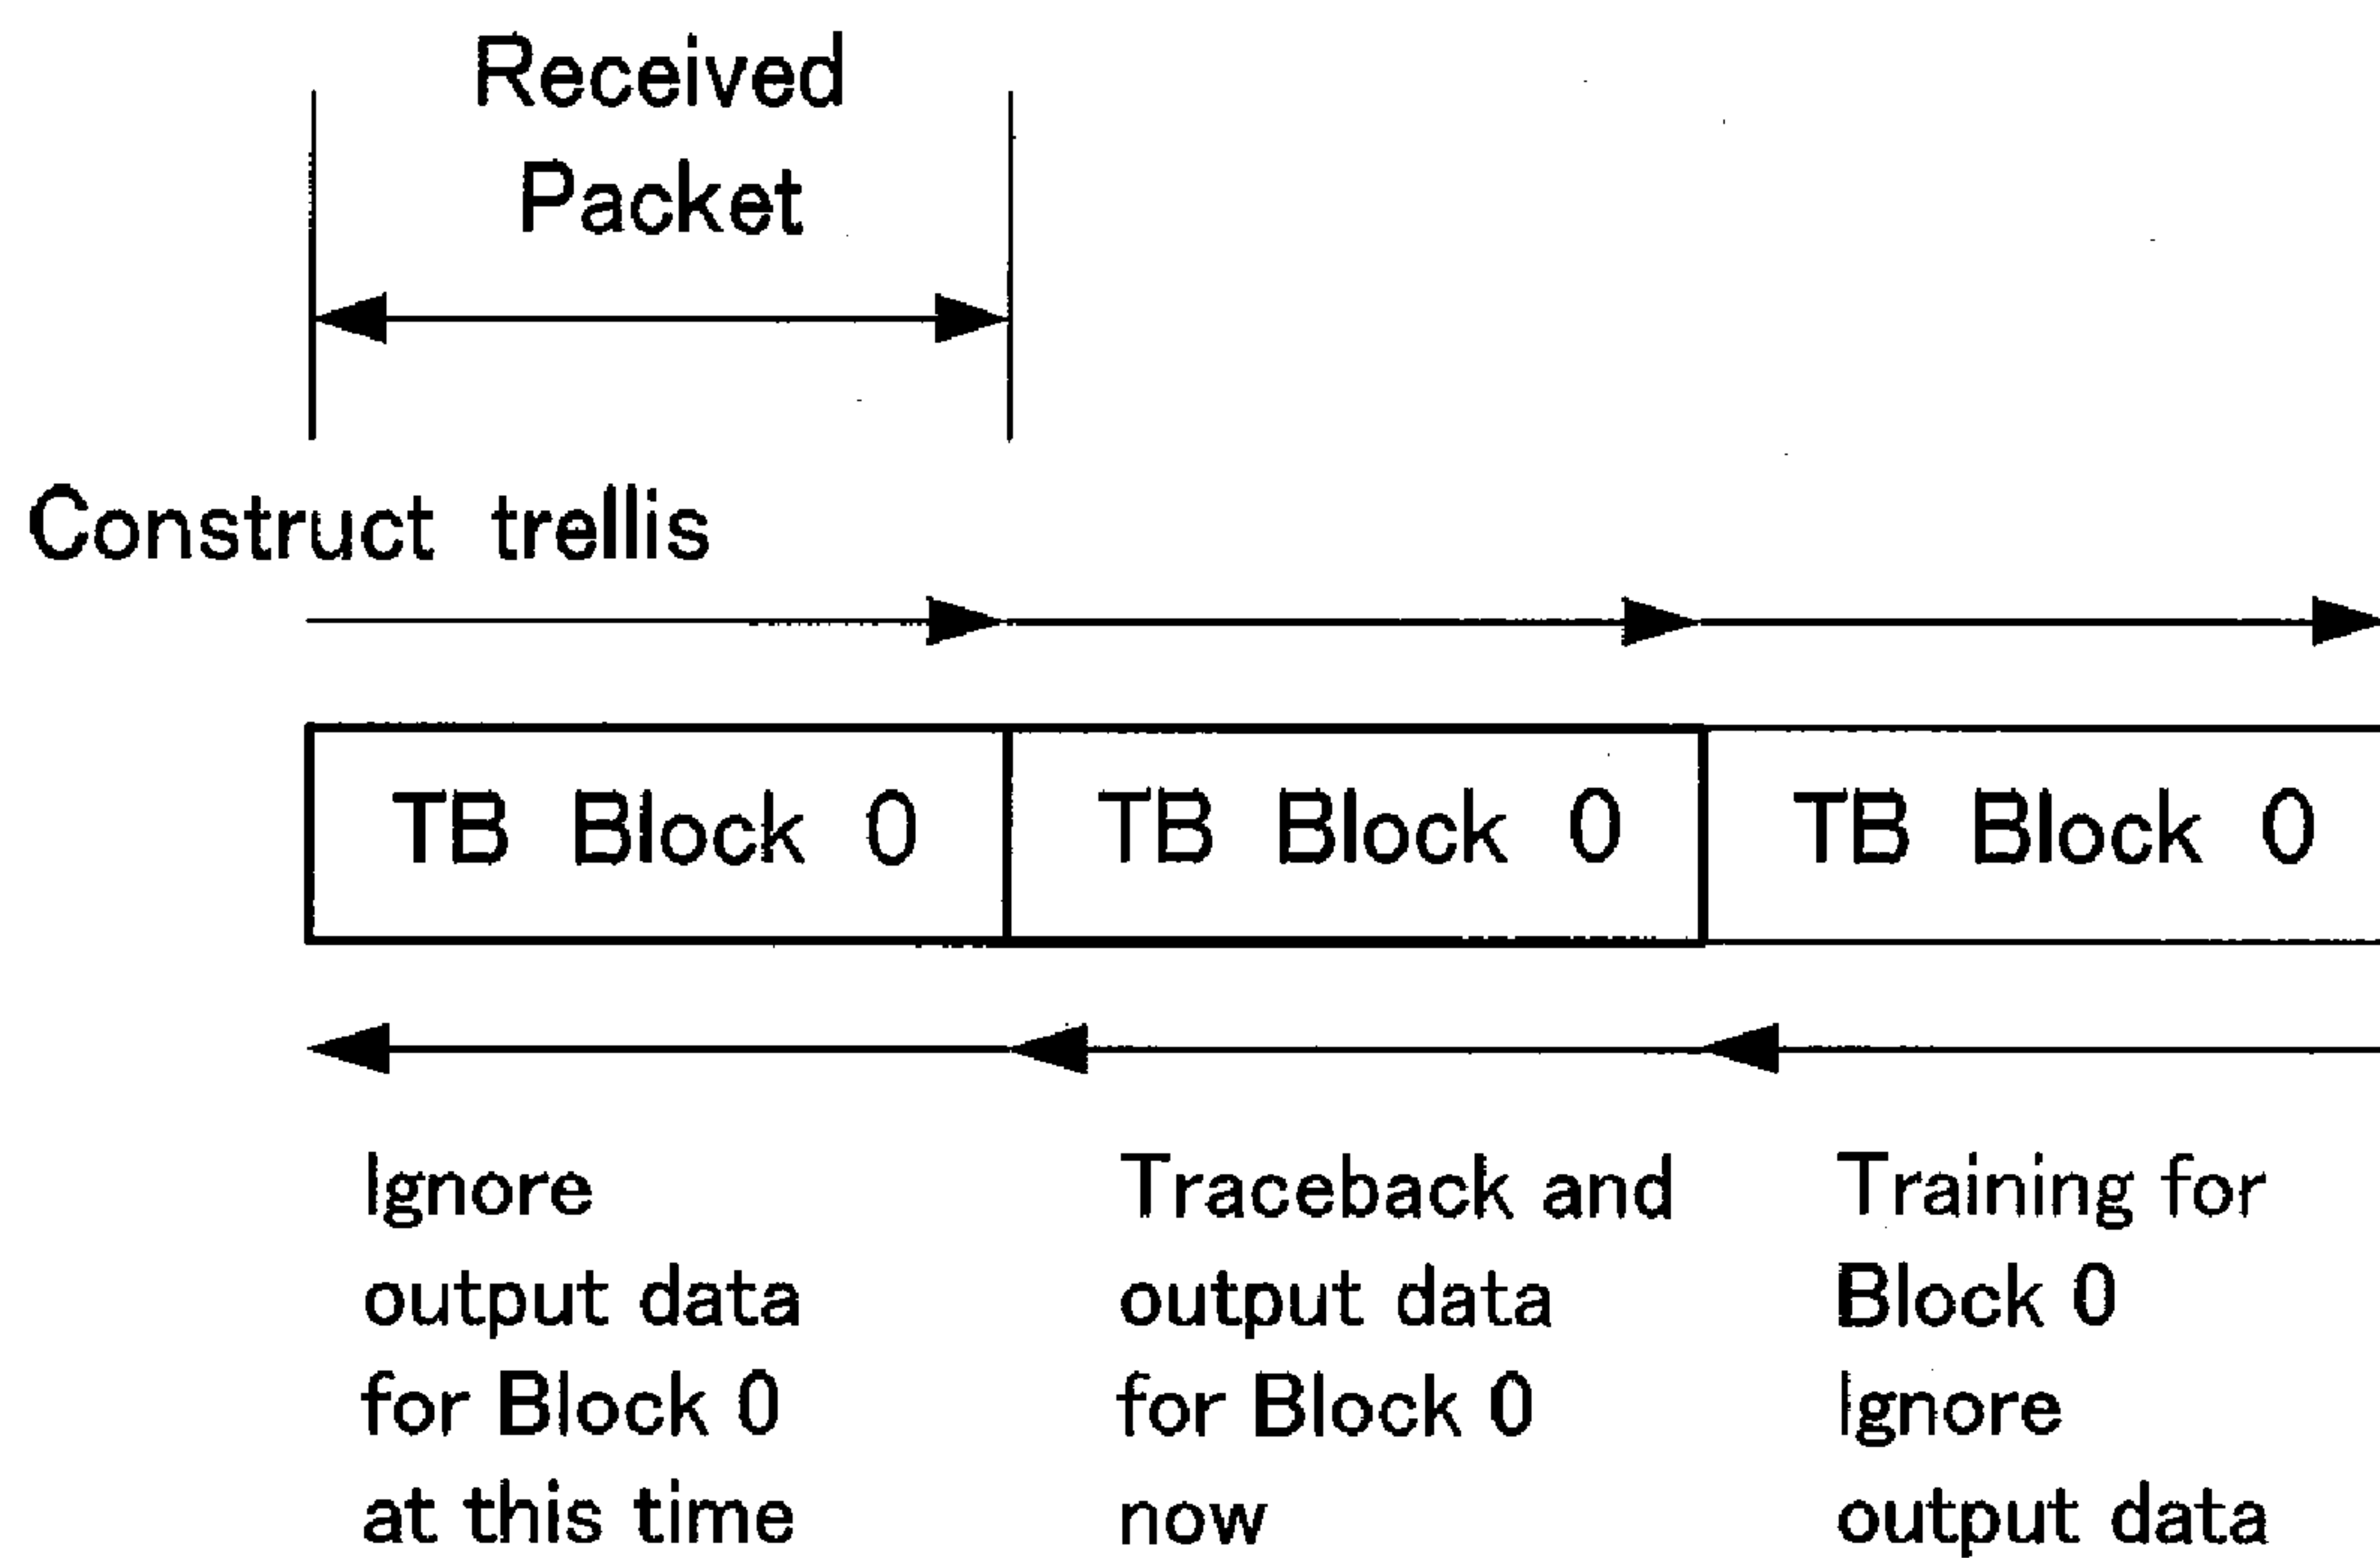 Received
Packet
Construct trellis
TB Block 0
TB Block 0
TB Block 0
Ignore
output data
for Block 0
at this time
Traceback and
output data
for Block 0
now
Training for
Block 0
Ignore
output data